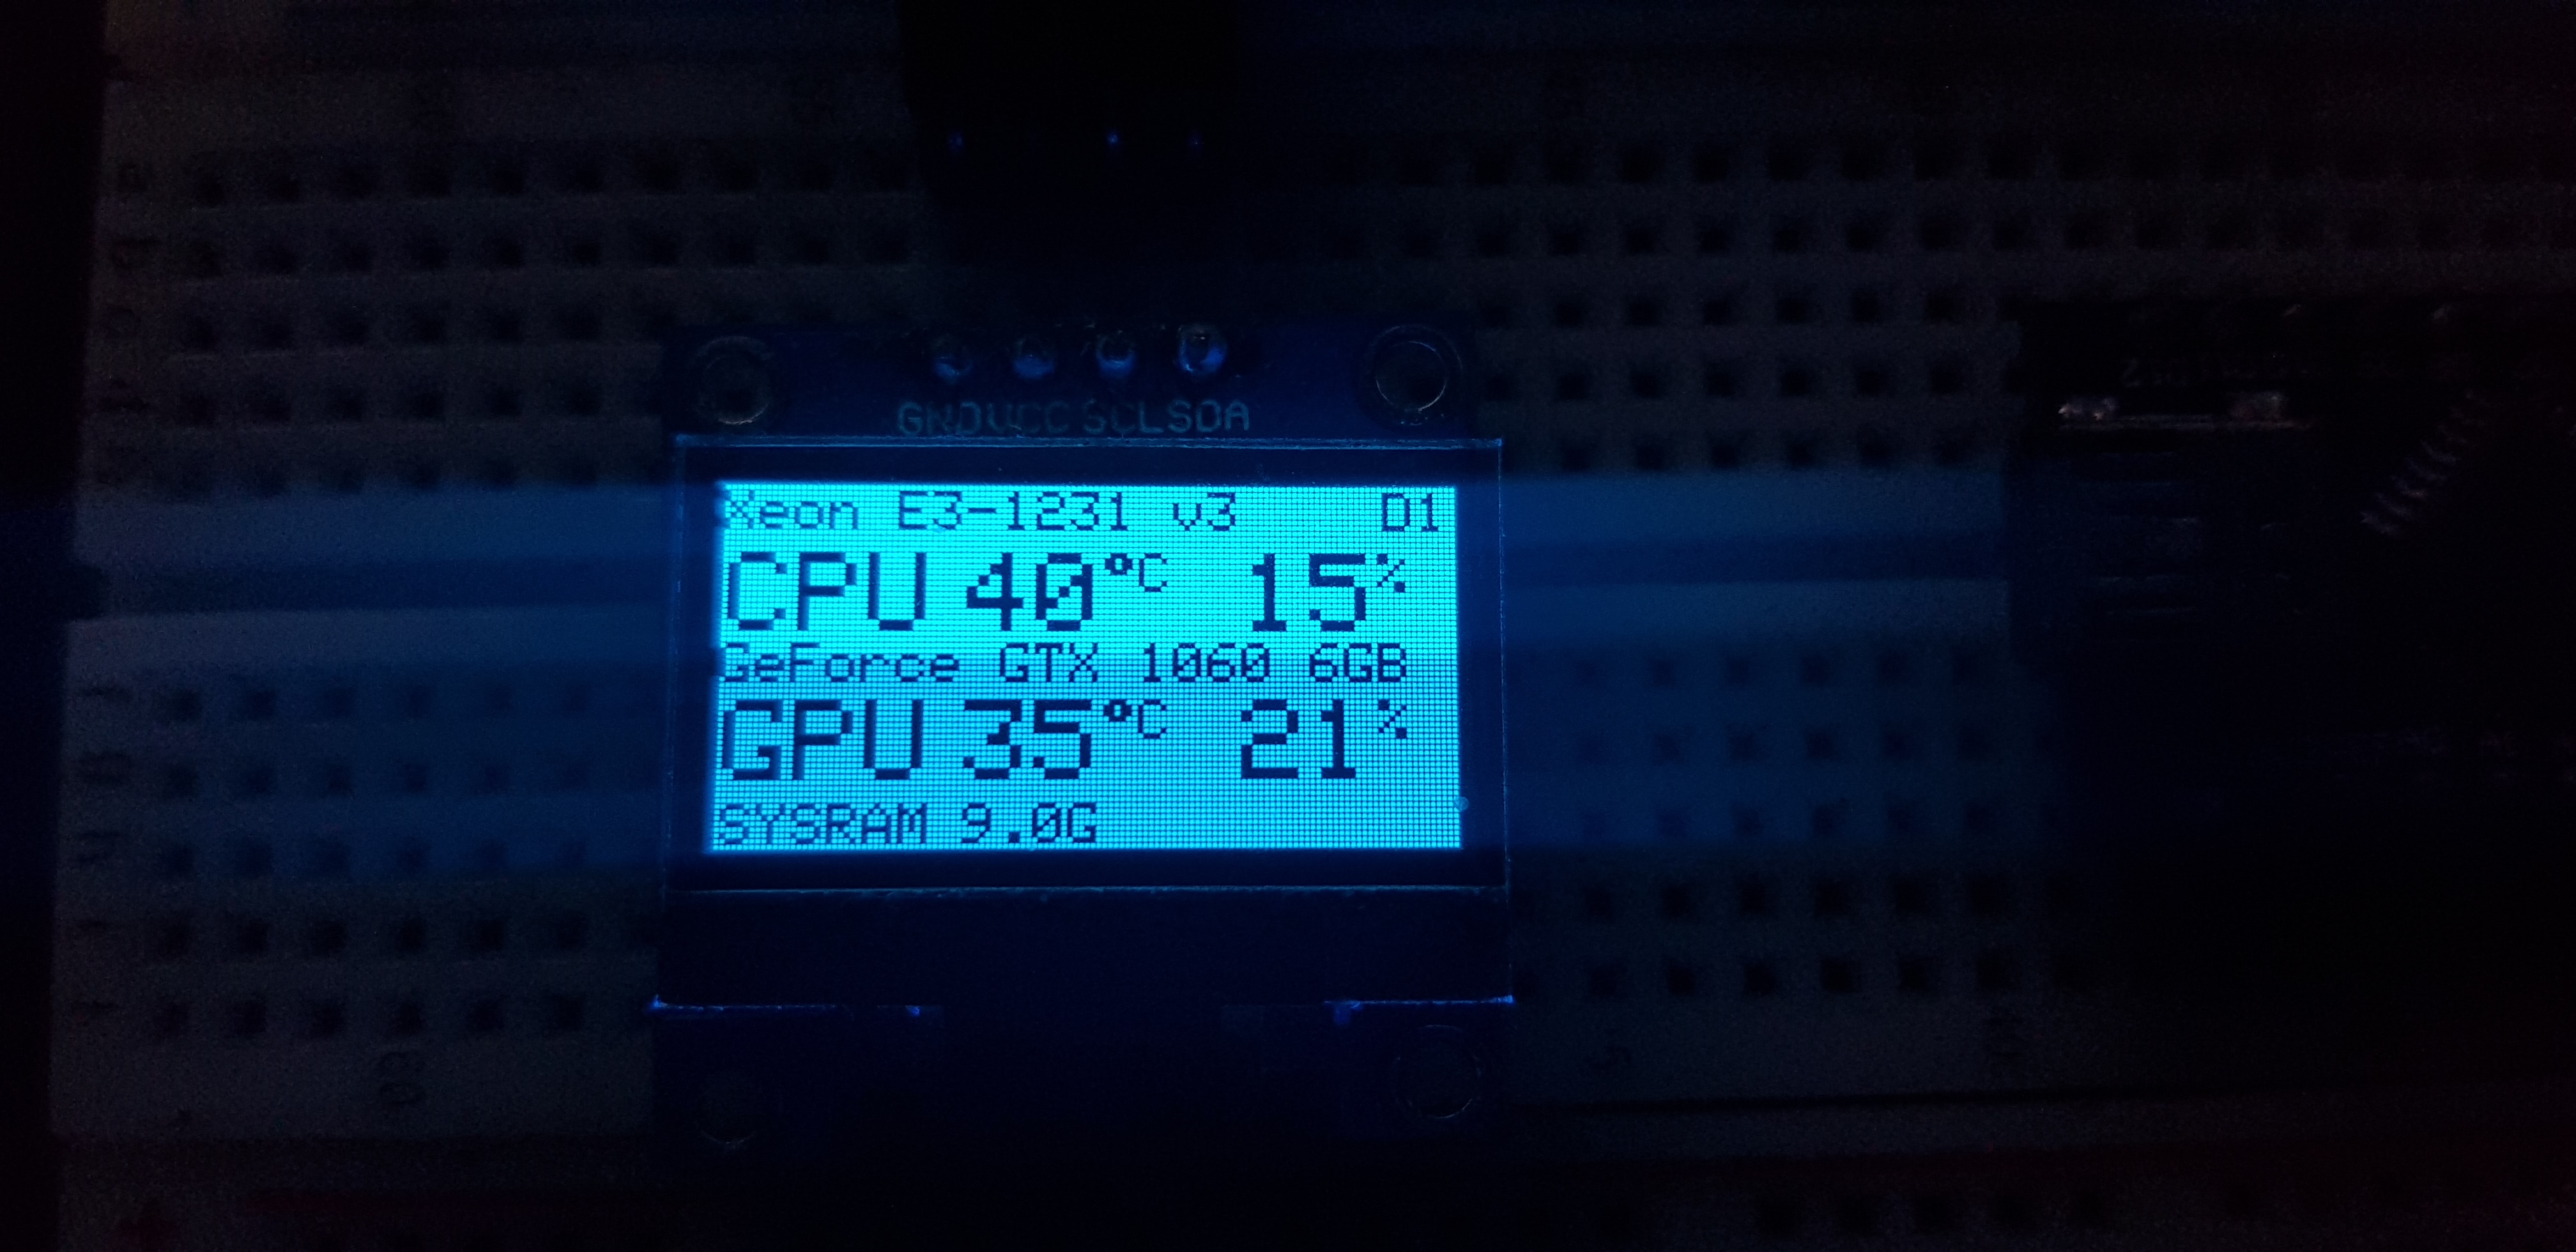 GND VCC SCL SDA
Xeon E3-1231 v3 D1
CPU 40°C 15%
GeForce GTX 1060 6GB
GPU 35°C 21%
SYSRAM 9.0G